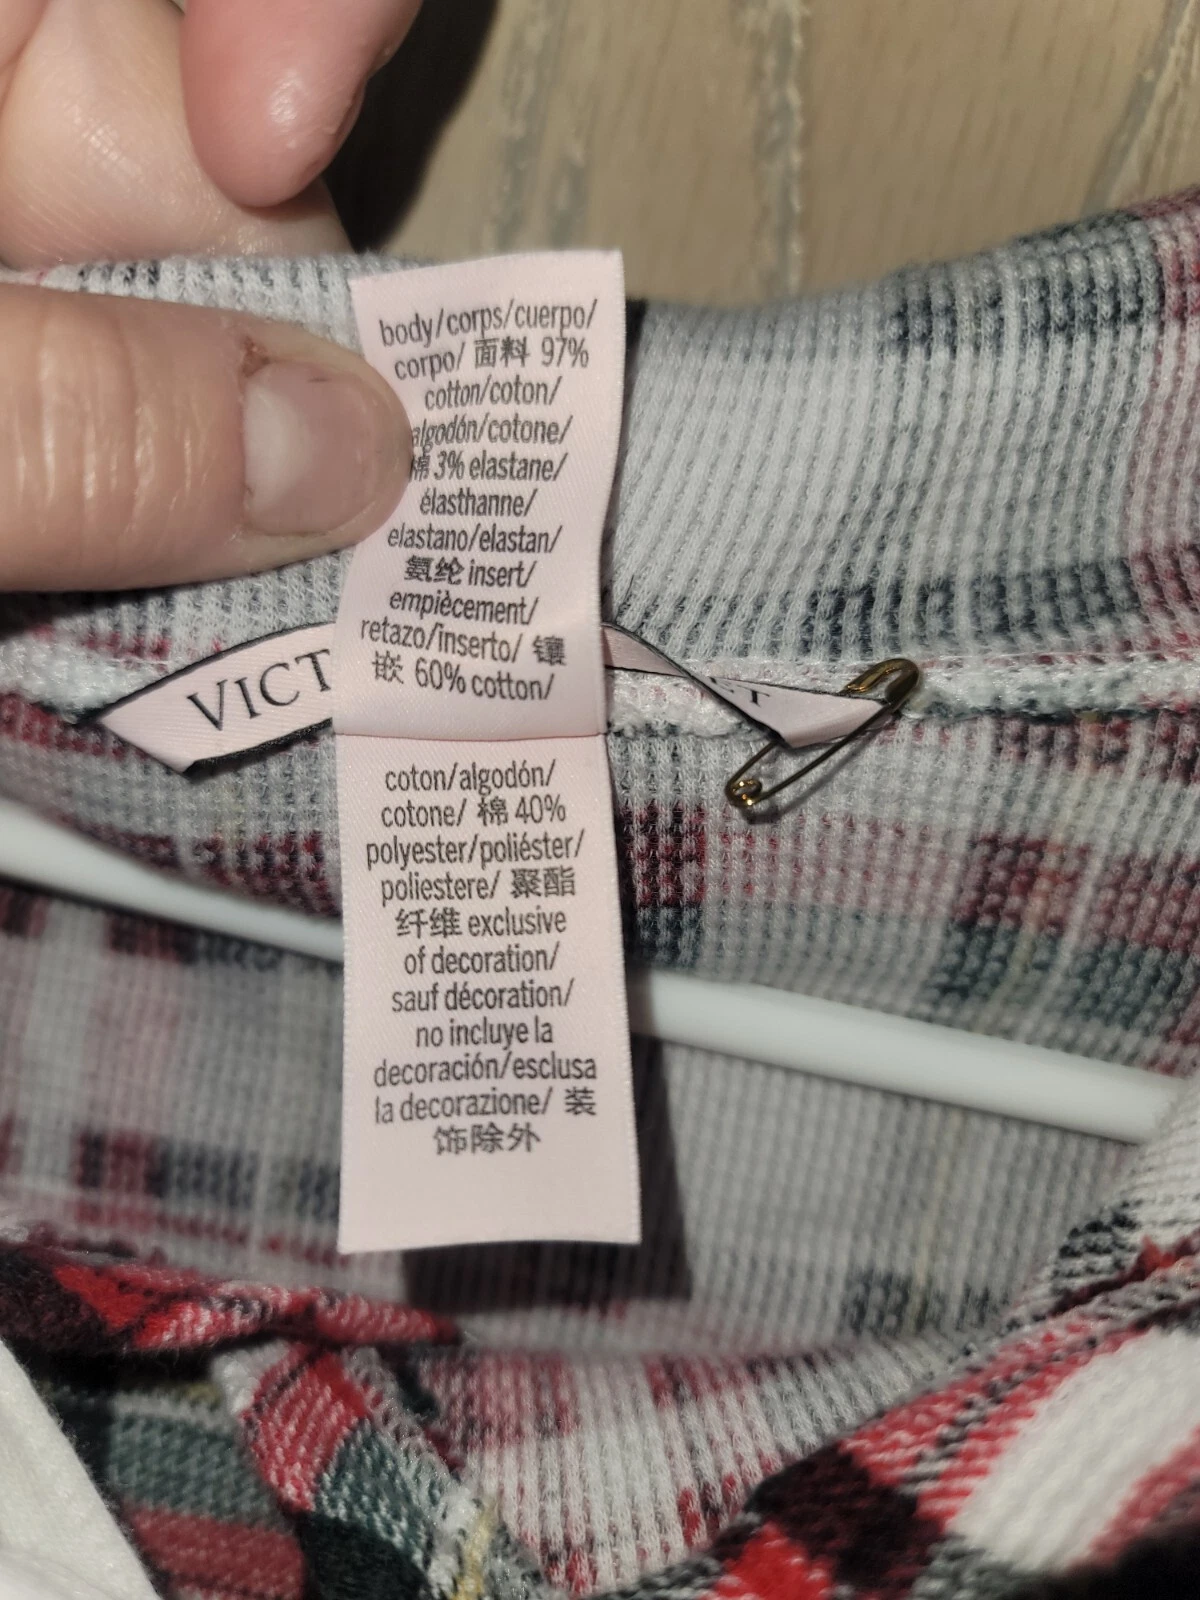 body/corps/cuerpo/
corpo/ 面料 97%
cotton/coton/
algodón/cotone/
棉 3% elastane/
élasthanne/
elastano/elastan/
氨纶 insert/
empiècement/
retazo/inserto/ 镶
嵌 60% cotton/
VICT
ET
coton/algodón/
cotone/ 棉 40%
polyester/poliéster/
poliestere/ 聚酯
纤维 exclusive
of decoration/
sauf décoration/
no incluye la
decoración/esclusa
la decorazione/ 装
饰除外